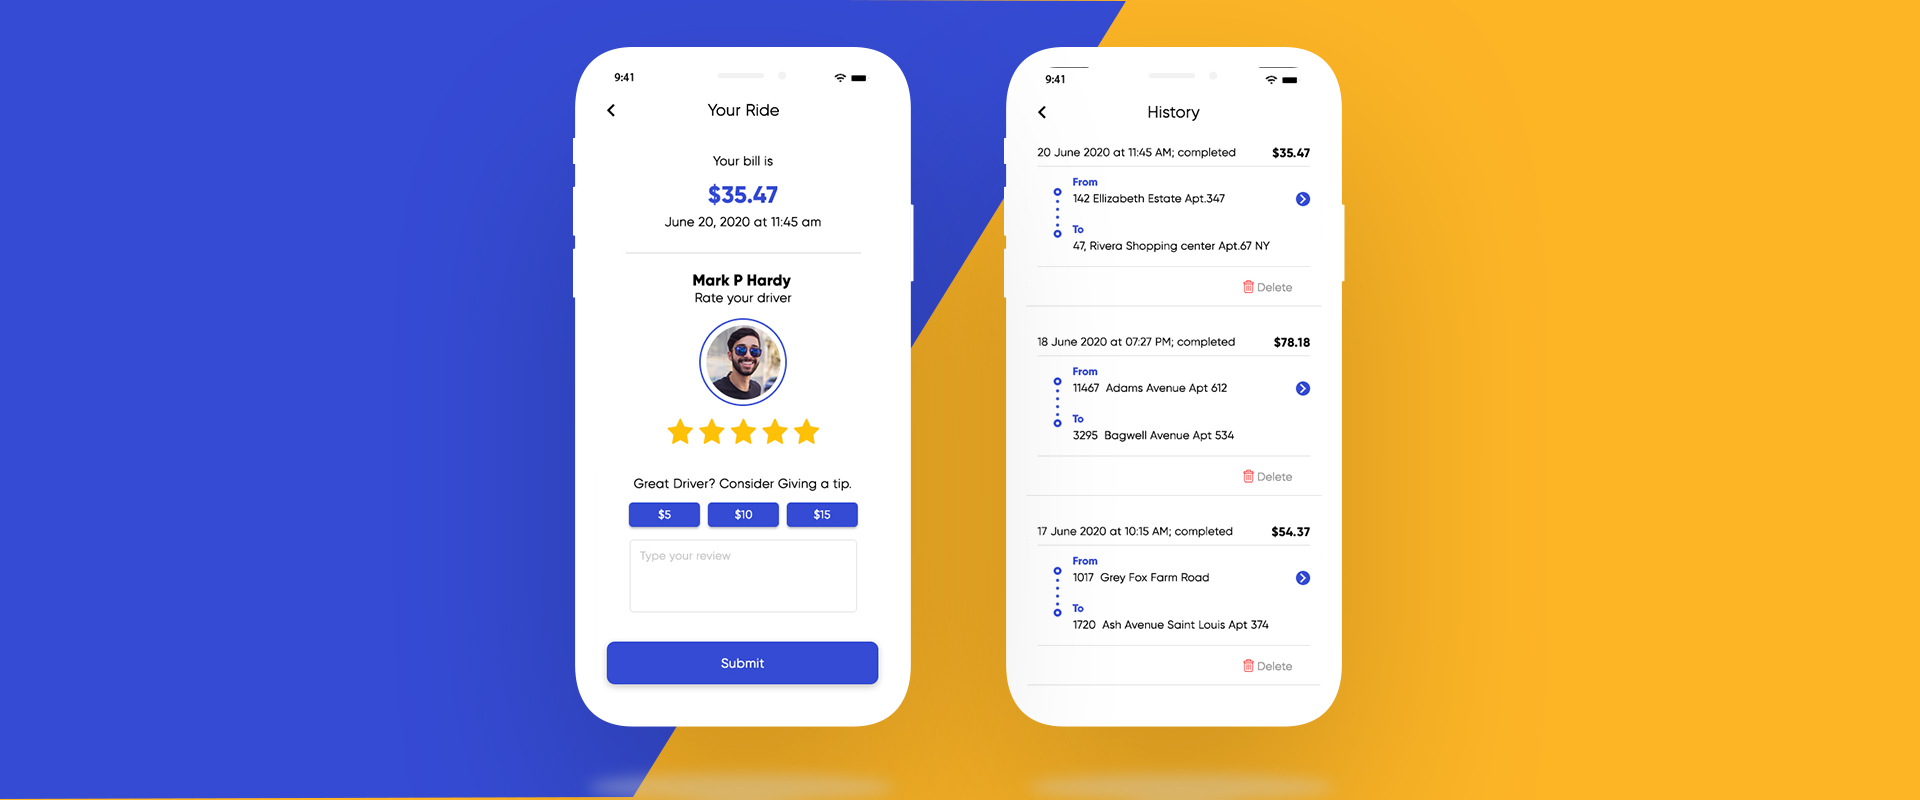 9:41
Your Ride
Your bill is
$35.47
June 20, 2020 at 11:45 am
Mark P Hardy
Rate your driver
Great Driver? Consider Giving a tip.
$5 $10 $15
Type your review
Submit
9:41
History
20 June 2020 at 11:45 AM; completed $35.47
From
142 Ellizabeth Estate Apt.347
To
47, Rivera Shopping center Apt.67 NY
Delete
18 June 2020 at 07:27 PM; completed $78.18
From
11467 Adams Avenue Apt 612
To
3295 Bagwell Avenue Apt 534
Delete
17 June 2020 at 10:15 AM; completed $54.37
From
1017 Grey Fox Farm Road
To
1720 Ash Avenue Saint Louis Apt 374
Delete